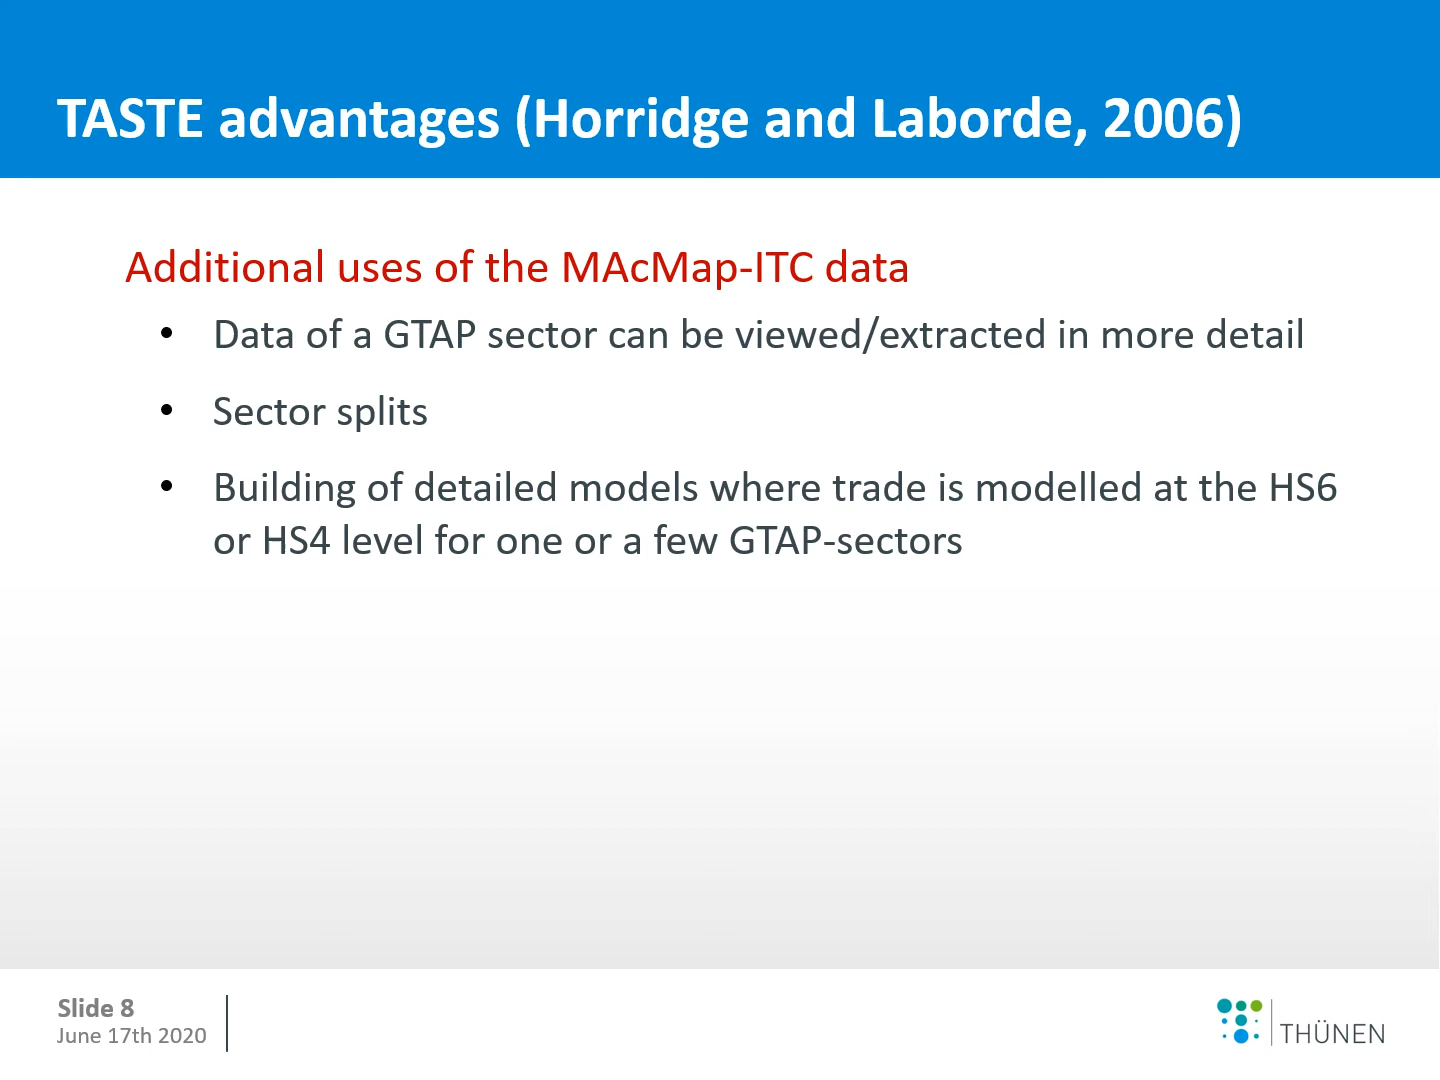 TASTE advantages (Horridge and Laborde, 2006)
Additional uses of the MAcMap-ITC data
• Data of a GTAP sector can be viewed/extracted in more detail
• Sector splits
• Building of detailed models where trade is modelled at the HS6
or HS4 level for one or a few GTAP-sectors
Slide 8
June 17th 2020
THÜNEN